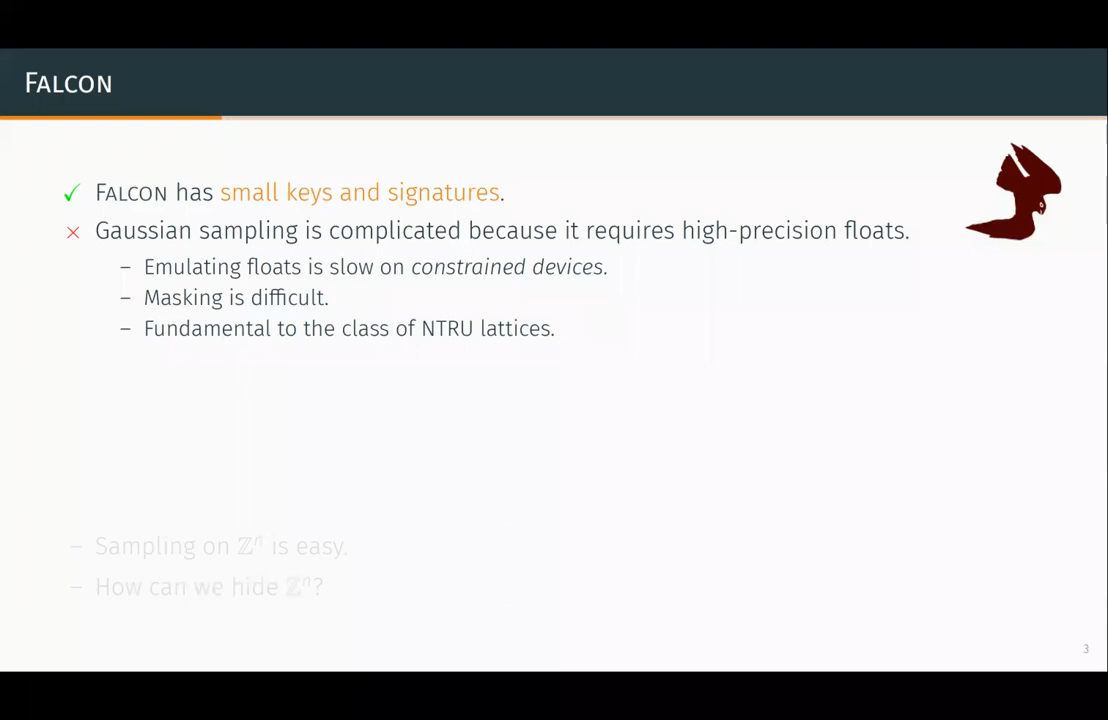 FALCON
✓ FALCON has small keys and signatures.
× Gaussian sampling is complicated because it requires high-precision floats.
– Emulating floats is slow on constrained devices.
– Masking is difficult.
– Fundamental to the class of NTRU lattices.
– Sampling on ℤⁿ is easy.
– How can we hide ℤⁿ?
3